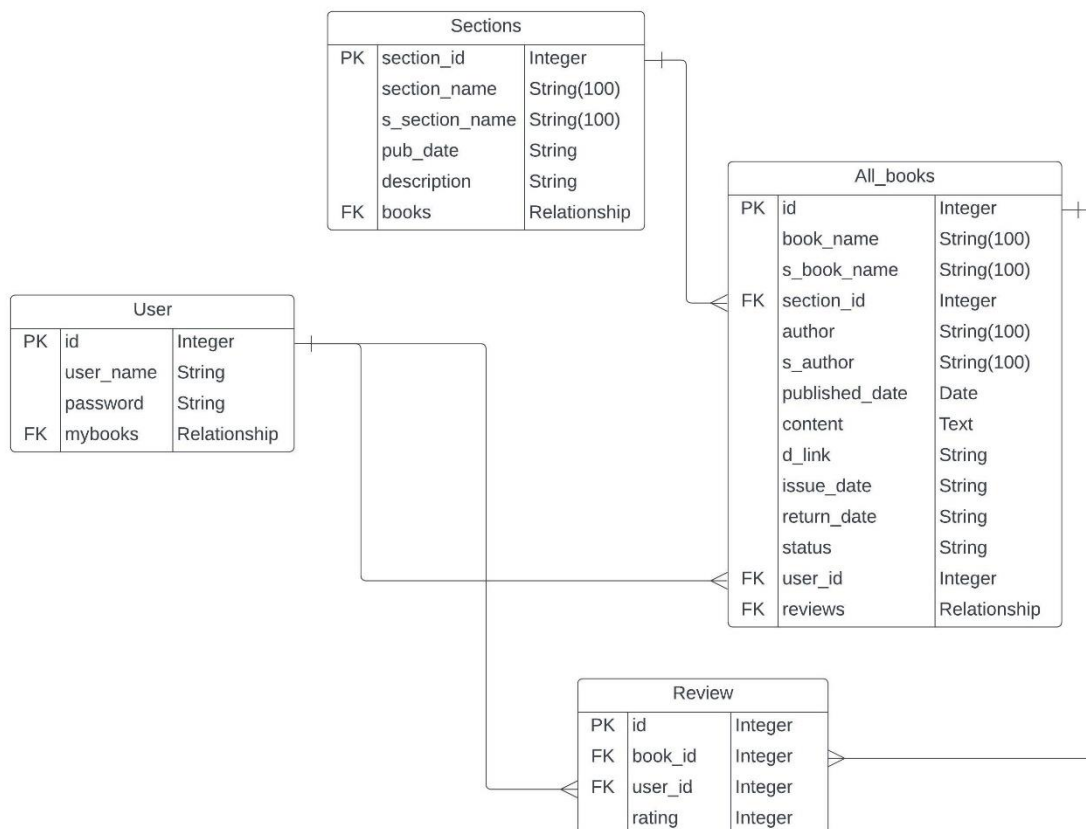 Sections
PK section_id Integer
section_name String(100)
s_section_name String(100)
pub_date String
description String
FK books Relationship
All_books
PK id Integer
book_name String(100)
s_book_name String(100)
FK section_id Integer
author String(100)
s_author String(100)
published_date Date
content Text
d_link String
issue_date String
return_date String
status String
FK user_id Integer
FK reviews Relationship
User
PK id Integer
user_name String
password String
FK mybooks Relationship
Review
PK id Integer
FK book_id Integer
FK user_id Integer
rating Integer